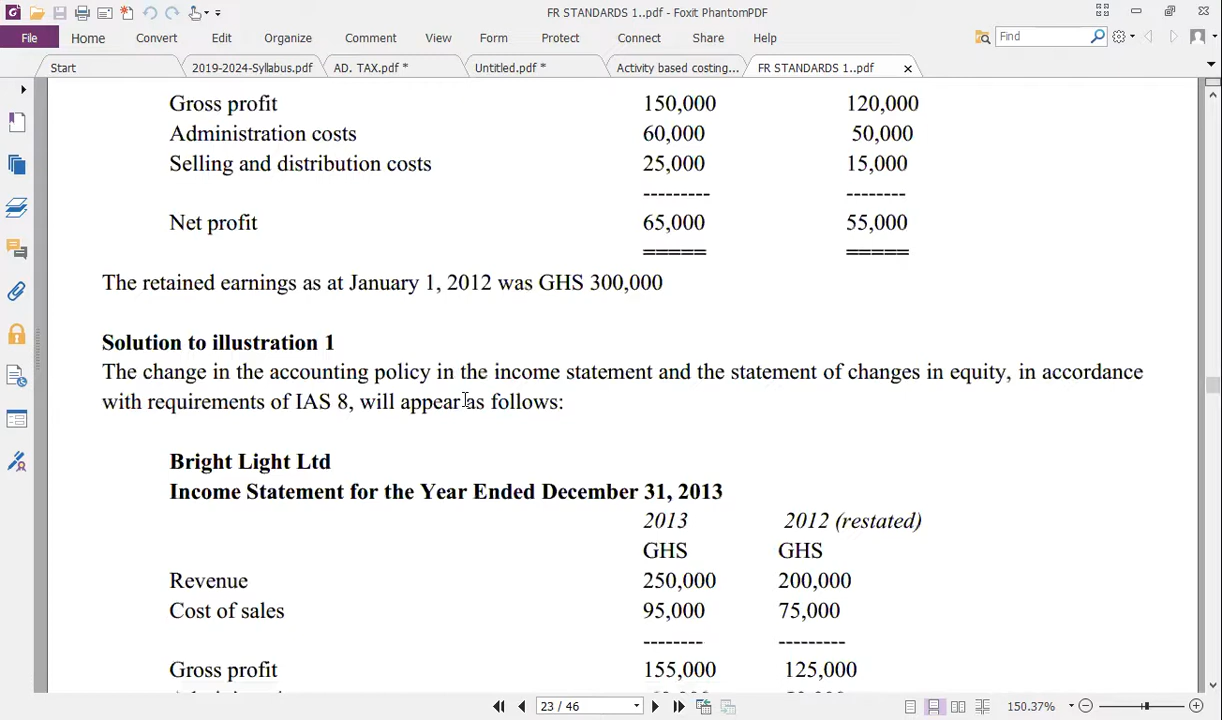 FR STANDARDS 1..pdf - Foxit PhantomPDF
File Home Convert Edit Organize Comment View Form Protect Connect Share Help Find
Start 2019-2024-Syllabus.pdf AD. TAX.pdf * Untitled.pdf * Activity based costing... FR STANDARDS 1..pdf
Gross profit 150,000 120,000
Administration costs 60,000 50,000
Selling and distribution costs 25,000 15,000
--------- --------
Net profit 65,000 55,000
===== =====
The retained earnings as at January 1, 2012 was GHS 300,000
Solution to illustration 1
The change in the accounting policy in the income statement and the statement of changes in equity, in accordance
with requirements of IAS 8, will appear as follows:
Bright Light Ltd
Income Statement for the Year Ended December 31, 2013
2013 2012 (restated)
GHS GHS
Revenue 250,000 200,000
Cost of sales 95,000 75,000
-------- ---------
Gross profit 155,000 125,000
23 / 46 150.37%